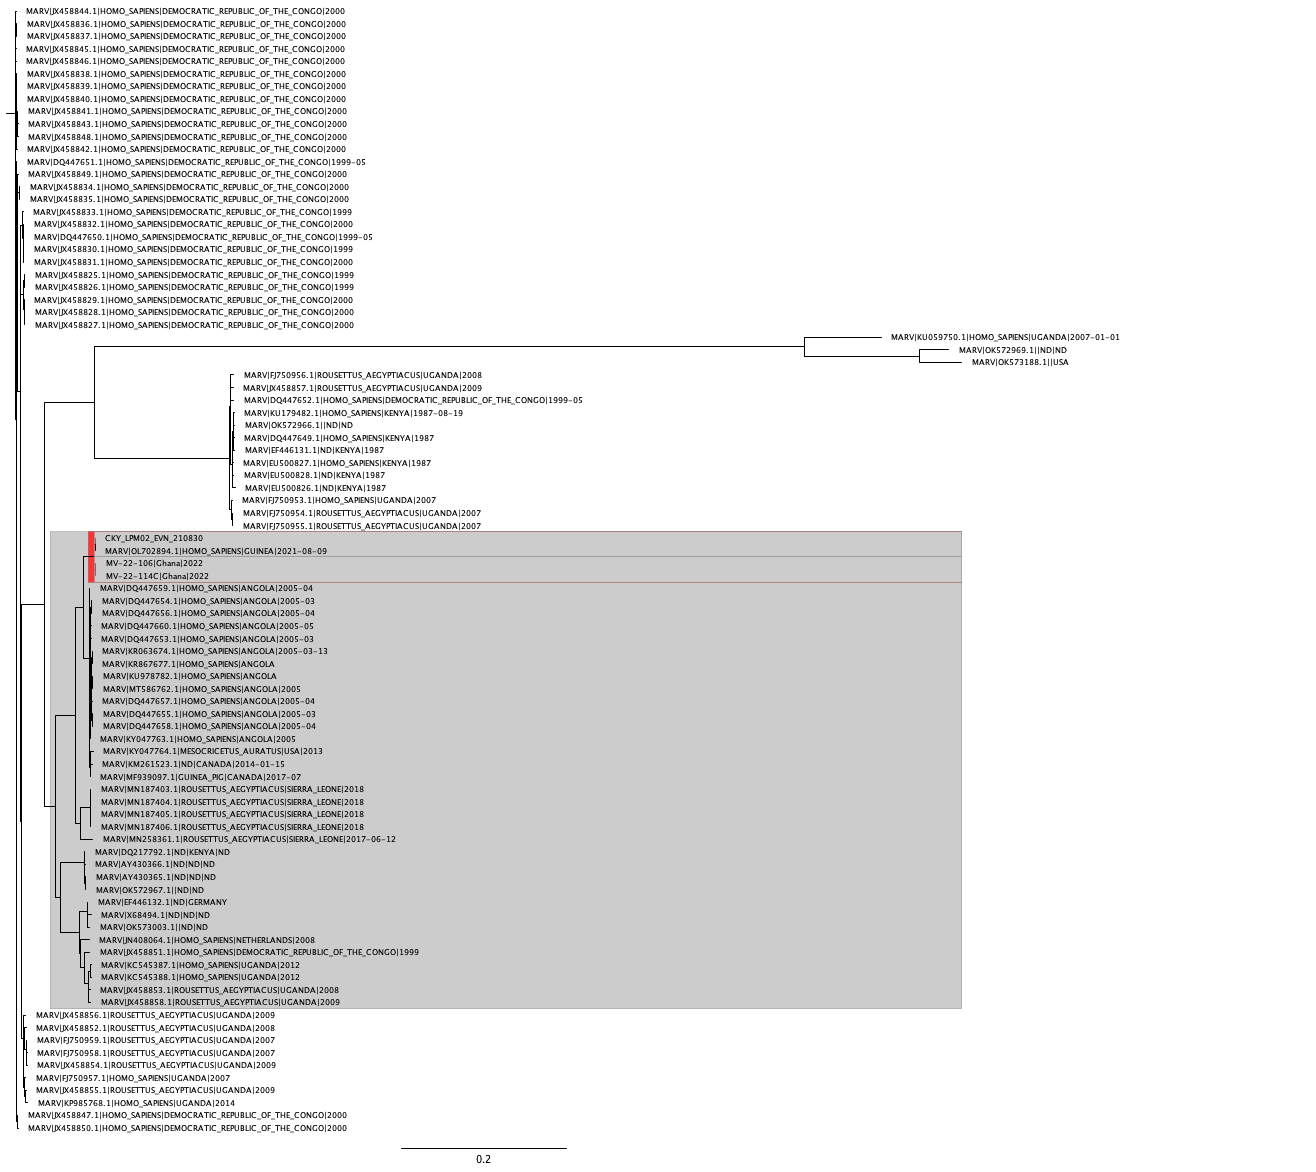 MARV|JX458844.1|HOMO_SAPIENS|DEMOCRATIC_REPUBLIC_OF_THE_CONGO|2000
MARV|JX458836.1|HOMO_SAPIENS|DEMOCRATIC_REPUBLIC_OF_THE_CONGO|2000
MARV|JX458837.1|HOMO_SAPIENS|DEMOCRATIC_REPUBLIC_OF_THE_CONGO|2000
MARV|JX458845.1|HOMO_SAPIENS|DEMOCRATIC_REPUBLIC_OF_THE_CONGO|2000
MARV|JX458846.1|HOMO_SAPIENS|DEMOCRATIC_REPUBLIC_OF_THE_CONGO|2000
MARV|JX458838.1|HOMO_SAPIENS|DEMOCRATIC_REPUBLIC_OF_THE_CONGO|2000
MARV|JX458839.1|HOMO_SAPIENS|DEMOCRATIC_REPUBLIC_OF_THE_CONGO|2000
MARV|JX458840.1|HOMO_SAPIENS|DEMOCRATIC_REPUBLIC_OF_THE_CONGO|2000
MARV|JX458841.1|HOMO_SAPIENS|DEMOCRATIC_REPUBLIC_OF_THE_CONGO|2000
MARV|JX458843.1|HOMO_SAPIENS|DEMOCRATIC_REPUBLIC_OF_THE_CONGO|2000
MARV|JX458848.1|HOMO_SAPIENS|DEMOCRATIC_REPUBLIC_OF_THE_CONGO|2000
MARV|JX458842.1|HOMO_SAPIENS|DEMOCRATIC_REPUBLIC_OF_THE_CONGO|2000
MARV|DQ447651.1|HOMO_SAPIENS|DEMOCRATIC_REPUBLIC_OF_THE_CONGO|1999-05
MARV|JX458849.1|HOMO_SAPIENS|DEMOCRATIC_REPUBLIC_OF_THE_CONGO|2000
MARV|JX458834.1|HOMO_SAPIENS|DEMOCRATIC_REPUBLIC_OF_THE_CONGO|2000
MARV|JX458835.1|HOMO_SAPIENS|DEMOCRATIC_REPUBLIC_OF_THE_CONGO|2000
MARV|JX458833.1|HOMO_SAPIENS|DEMOCRATIC_REPUBLIC_OF_THE_CONGO|1999
MARV|JX458832.1|HOMO_SAPIENS|DEMOCRATIC_REPUBLIC_OF_THE_CONGO|2000
MARV|DQ447650.1|HOMO_SAPIENS|DEMOCRATIC_REPUBLIC_OF_THE_CONGO|1999-05
MARV|JX458830.1|HOMO_SAPIENS|DEMOCRATIC_REPUBLIC_OF_THE_CONGO|1999
MARV|JX458831.1|HOMO_SAPIENS|DEMOCRATIC_REPUBLIC_OF_THE_CONGO|2000
MARV|JX458825.1|HOMO_SAPIENS|DEMOCRATIC_REPUBLIC_OF_THE_CONGO|1999
MARV|JX458826.1|HOMO_SAPIENS|DEMOCRATIC_REPUBLIC_OF_THE_CONGO|1999
MARV|JX458829.1|HOMO_SAPIENS|DEMOCRATIC_REPUBLIC_OF_THE_CONGO|2000
MARV|JX458828.1|HOMO_SAPIENS|DEMOCRATIC_REPUBLIC_OF_THE_CONGO|2000
MARV|JX458827.1|HOMO_SAPIENS|DEMOCRATIC_REPUBLIC_OF_THE_CONGO|2000
MARV|KU059750.1|HOMO_SAPIENS|UGANDA|2007-01-01
MARV|OK572969.1||ND|ND
MARV|OK573188.1||USA
MARV|FJ750956.1|ROUSETTUS_AEGYPTIACUS|UGANDA|2008
MARV|JX458857.1|ROUSETTUS_AEGYPTIACUS|UGANDA|2009
MARV|DQ447652.1|HOMO_SAPIENS|DEMOCRATIC_REPUBLIC_OF_THE_CONGO|1999-05
MARV|KU179482.1|HOMO_SAPIENS|KENYA|1987-08-19
MARV|OK572966.1||ND|ND
MARV|DQ447649.1|HOMO_SAPIENS|KENYA|1987
MARV|EF446131.1|ND|KENYA|1987
MARV|EU500827.1|HOMO_SAPIENS|KENYA|1987
MARV|EU500828.1|ND|KENYA|1987
MARV|EU500826.1|ND|KENYA|1987
MARV|FJ750953.1|HOMO_SAPIENS|UGANDA|2007
MARV|FJ750954.1|ROUSETTUS_AEGYPTIACUS|UGANDA|2007
MARV|FJ750955.1|ROUSETTUS_AEGYPTIACUS|UGANDA|2007
CKY_LPM02_EVN_210830
MARV|OL702894.1|HOMO_SAPIENS|GUINEA|2021-08-09
MV-22-106|Ghana|2022
MV-22-114C|Ghana|2022
MARV|DQ447659.1|HOMO_SAPIENS|ANGOLA|2005-04
MARV|DQ447654.1|HOMO_SAPIENS|ANGOLA|2005-03
MARV|DQ447656.1|HOMO_SAPIENS|ANGOLA|2005-04
MARV|DQ447660.1|HOMO_SAPIENS|ANGOLA|2005-05
MARV|DQ447653.1|HOMO_SAPIENS|ANGOLA|2005-03
MARV|KR063674.1|HOMO_SAPIENS|ANGOLA|2005-03-13
MARV|KR867677.1|HOMO_SAPIENS|ANGOLA
MARV|KU978782.1|HOMO_SAPIENS|ANGOLA
MARV|MT586762.1|HOMO_SAPIENS|ANGOLA|2005
MARV|DQ447657.1|HOMO_SAPIENS|ANGOLA|2005-04
MARV|DQ447655.1|HOMO_SAPIENS|ANGOLA|2005-03
MARV|DQ447658.1|HOMO_SAPIENS|ANGOLA|2005-04
MARV|KY047763.1|HOMO_SAPIENS|ANGOLA|2005
MARV|KY047764.1|MESOCRICETUS_AURATUS|USA|2013
MARV|KM261523.1|ND|CANADA|2014-01-15
MARV|MF939097.1|GUINEA_PIG|CANADA|2017-07
MARV|MN187403.1|ROUSETTUS_AEGYPTIACUS|SIERRA_LEONE|2018
MARV|MN187404.1|ROUSETTUS_AEGYPTIACUS|SIERRA_LEONE|2018
MARV|MN187405.1|ROUSETTUS_AEGYPTIACUS|SIERRA_LEONE|2018
MARV|MN187406.1|ROUSETTUS_AEGYPTIACUS|SIERRA_LEONE|2018
MARV|MN258361.1|ROUSETTUS_AEGYPTIACUS|SIERRA_LEONE|2017-06-12
MARV|DQ217792.1|ND|KENYA|ND
MARV|AY430366.1|ND|ND|ND
MARV|AY430365.1|ND|ND|ND
MARV|OK572967.1||ND|ND
MARV|EF446132.1|ND|GERMANY
MARV|X68494.1|ND|ND|ND
MARV|OK573003.1||ND|ND
MARV|JN408064.1|HOMO_SAPIENS|NETHERLANDS|2008
MARV|JX458851.1|HOMO_SAPIENS|DEMOCRATIC_REPUBLIC_OF_THE_CONGO|1999
MARV|KC545387.1|HOMO_SAPIENS|UGANDA|2012
MARV|KC545388.1|HOMO_SAPIENS|UGANDA|2012
MARV|JX458853.1|ROUSETTUS_AEGYPTIACUS|UGANDA|2008
MARV|JX458858.1|ROUSETTUS_AEGYPTIACUS|UGANDA|2009
MARV|JX458856.1|ROUSETTUS_AEGYPTIACUS|UGANDA|2009
MARV|JX458852.1|ROUSETTUS_AEGYPTIACUS|UGANDA|2008
MARV|FJ750959.1|ROUSETTUS_AEGYPTIACUS|UGANDA|2007
MARV|FJ750958.1|ROUSETTUS_AEGYPTIACUS|UGANDA|2007
MARV|JX458854.1|ROUSETTUS_AEGYPTIACUS|UGANDA|2009
MARV|FJ750957.1|HOMO_SAPIENS|UGANDA|2007
MARV|JX458855.1|ROUSETTUS_AEGYPTIACUS|UGANDA|2009
MARV|KP985768.1|HOMO_SAPIENS|UGANDA|2014
MARV|JX458847.1|HOMO_SAPIENS|DEMOCRATIC_REPUBLIC_OF_THE_CONGO|2000
MARV|JX458850.1|HOMO_SAPIENS|DEMOCRATIC_REPUBLIC_OF_THE_CONGO|2000
0.2